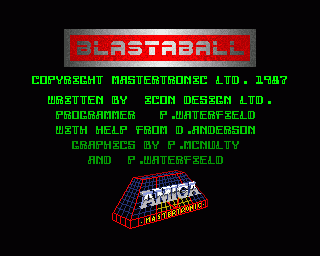 BLASTABALL
COPYRIGHT MASTERTRONIC LTD. 1987
WRITTEN BY ICON DESIGN LTD.
PROGRAMMER P.WATERFIELD
WITH HELP FROM D.ANDERSON
GRAPHICS BY P.MCNULTY
AND P.WATERFIELD
AMIGA
MASTERTRONIC